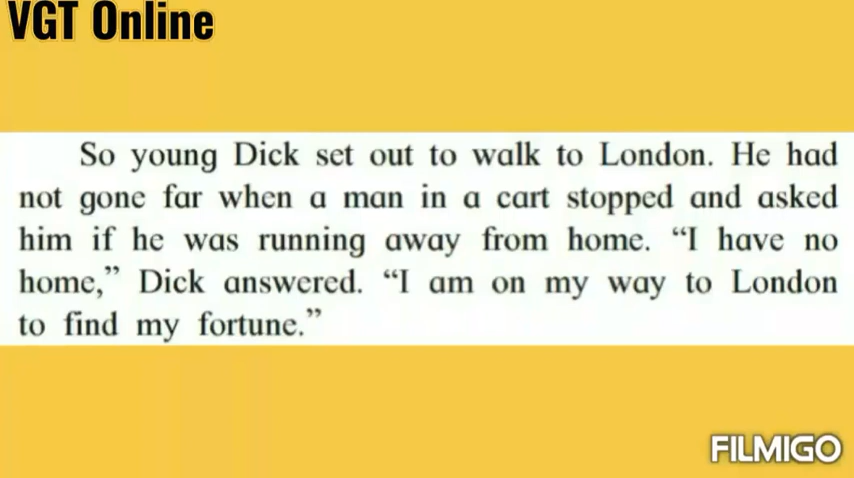 VGT Online
So young Dick set out to walk to London. He had
not gone far when a man in a cart stopped and asked
him if he was running away from home. “I have no
home,” Dick answered. “I am on my way to London
to find my fortune.”
FILMIGO